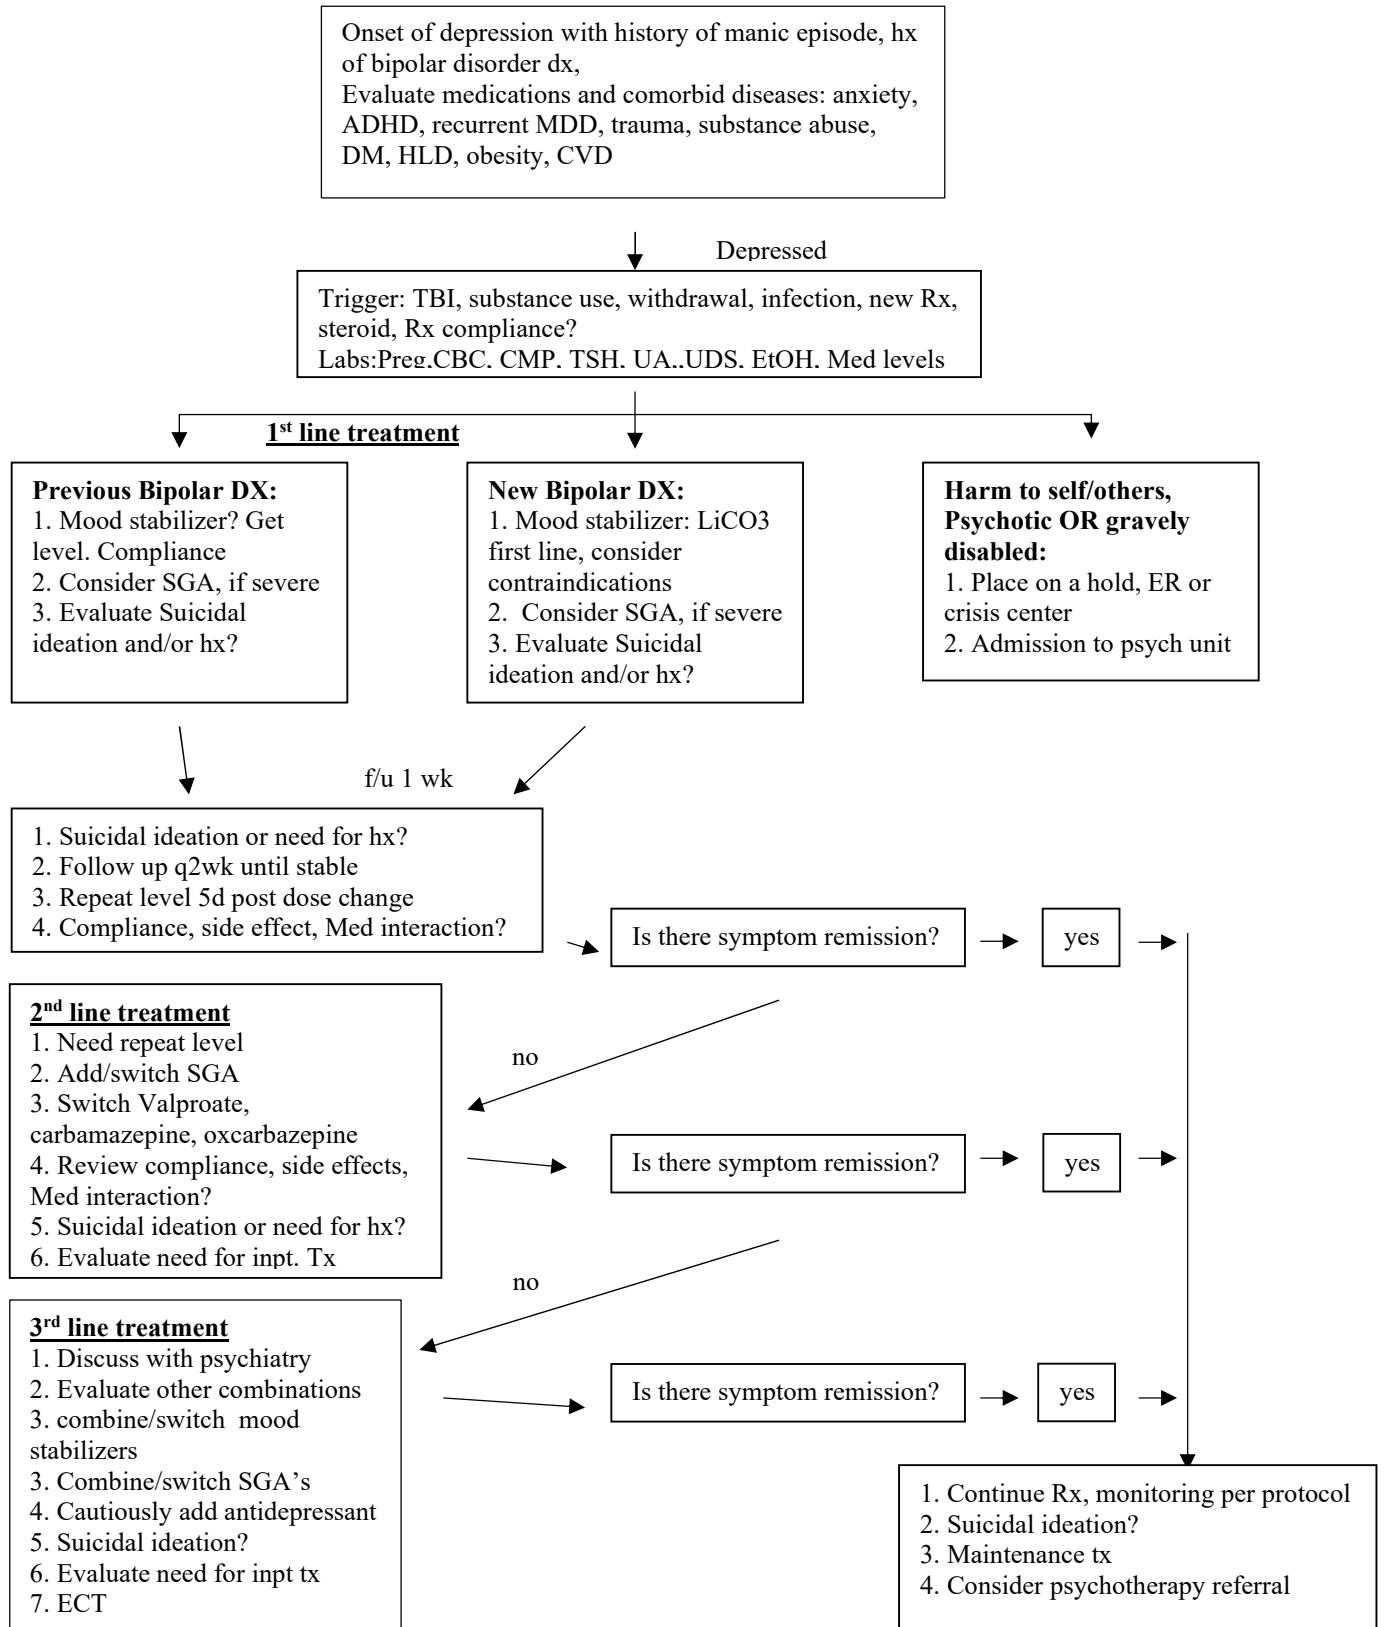 Onset of depression with history of manic episode, hx
of bipolar disorder dx,
Evaluate medications and comorbid diseases: anxiety,
ADHD, recurrent MDD, trauma, substance abuse,
DM, HLD, obesity, CVD
Depressed
Trigger: TBI, substance use, withdrawal, infection, new Rx,
steroid, Rx compliance?
Labs:Preg,CBC, CMP, TSH, UA,,UDS, EtOH, Med levels
1st line treatment
Previous Bipolar DX:
1. Mood stabilizer? Get
level. Compliance
2. Consider SGA, if severe
3. Evaluate Suicidal
ideation and/or hx?
New Bipolar DX:
1. Mood stabilizer: LiCO3
first line, consider
contraindications
2. Consider SGA, if severe
3. Evaluate Suicidal
ideation and/or hx?
Harm to self/others,
Psychotic OR gravely
disabled:
1. Place on a hold, ER or
crisis center
2. Admission to psych unit
f/u 1 wk
1. Suicidal ideation or need for hx?
2. Follow up q2wk until stable
3. Repeat level 5d post dose change
4. Compliance, side effect, Med interaction?
Is there symptom remission?
yes
no
2nd line treatment
1. Need repeat level
2. Add/switch SGA
3. Switch Valproate,
carbamazepine, oxcarbazepine
4. Review compliance, side effects,
Med interaction?
5. Suicidal ideation or need for hx?
6. Evaluate need for inpt. Tx
Is there symptom remission?
yes
no
3rd line treatment
1. Discuss with psychiatry
2. Evaluate other combinations
3. combine/switch mood
stabilizers
3. Combine/switch SGA’s
4. Cautiously add antidepressant
5. Suicidal ideation?
6. Evaluate need for inpt tx
7. ECT
Is there symptom remission?
yes
1. Continue Rx, monitoring per protocol
2. Suicidal ideation?
3. Maintenance tx
4. Consider psychotherapy referral